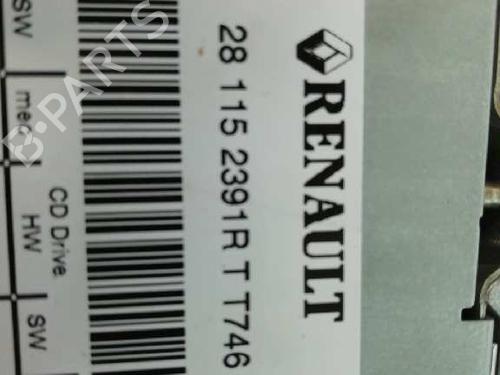 RENAULT
28 115 2391R T T746
SW
mec
CD Drive.
HW
SW
B-PARTS